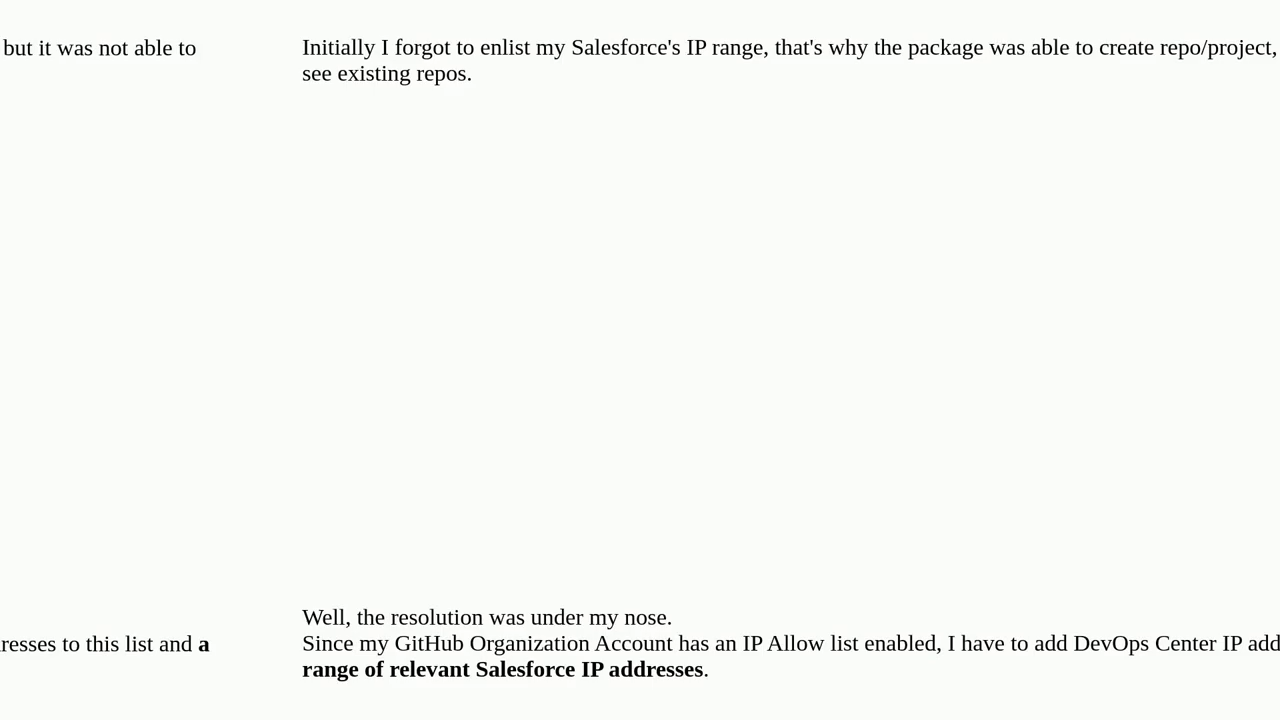 but it was not able to
Initially I forgot to enlist my Salesforce's IP range, that's why the package was able to create repo/project,
see existing repos.
Well, the resolution was under my nose.
resses to this list and a
Since my GitHub Organization Account has an IP Allow list enabled, I have to add DevOps Center IP add
range of relevant Salesforce IP addresses.